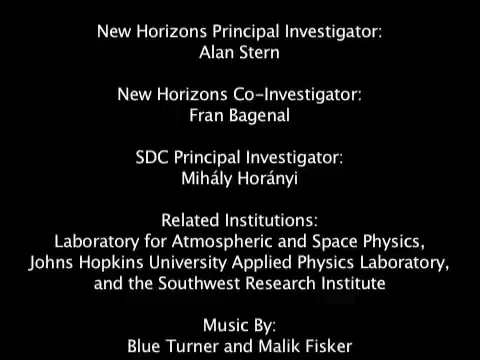 New Horizons Principal Investigator:
Alan Stern
New Horizons Co-Investigator:
Fran Bagenal
SDC Principal Investigator:
Mihály Horányi
Related Institutions:
Laboratory for Atmospheric and Space Physics,
Johns Hopkins University Applied Physics Laboratory,
and the Southwest Research Institute
Music By:
Blue Turner and Malik Fisker